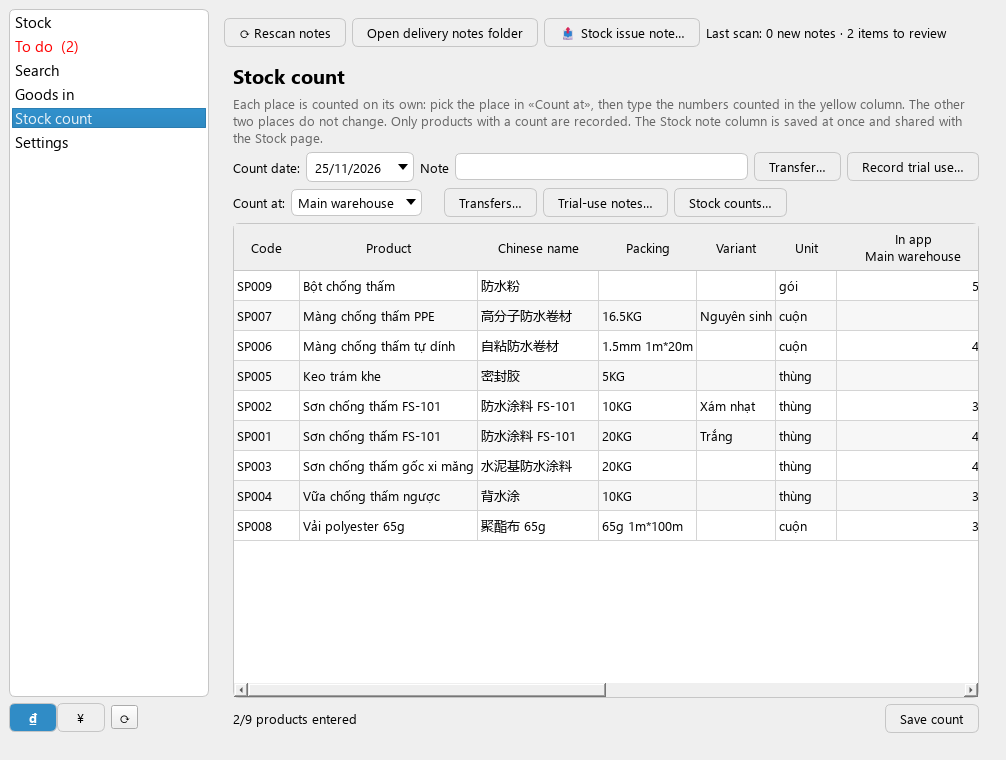 Stock
To do (2)
Search
Goods in
Stock count
Settings
đ
¥
⟳
⟳ Rescan notes
Open delivery notes folder
Stock issue note...
Last scan: 0 new notes · 2 items to review
Stock count
Each place is counted on its own: pick the place in «Count at», then type the numbers counted in the yellow column. The other
two places do not change. Only products with a count are recorded. The Stock note column is saved at once and shared with
the Stock page.
Count date: 25/11/2026 Note Transfer... Record trial use...
Count at: Main warehouse Transfers... Trial-use notes... Stock counts...
Code Product Chinese name Packing Variant Unit In app
Main warehouse
SP009 Bột chống thấm 防水粉 gói 5
SP007 Màng chống thấm PPE 高分子防水卷材 16.5KG Nguyên sinh cuộn
SP006 Màng chống thấm tự dính 自粘防水卷材 1.5mm 1m*20m cuộn 4
SP005 Keo trám khe 密封胶 5KG thùng
SP002 Sơn chống thấm FS-101 防水涂料 FS-101 10KG Xám nhạt thùng 3
SP001 Sơn chống thấm FS-101 防水涂料 FS-101 20KG Trắng thùng 4
SP003 Sơn chống thấm gốc xi măng 水泥基防水涂料 20KG thùng 4
SP004 Vữa chống thấm ngược 背水涂 10KG thùng 3
SP008 Vải polyester 65g 聚酯布 65g 65g 1m*100m cuộn 3
2/9 products entered
Save count